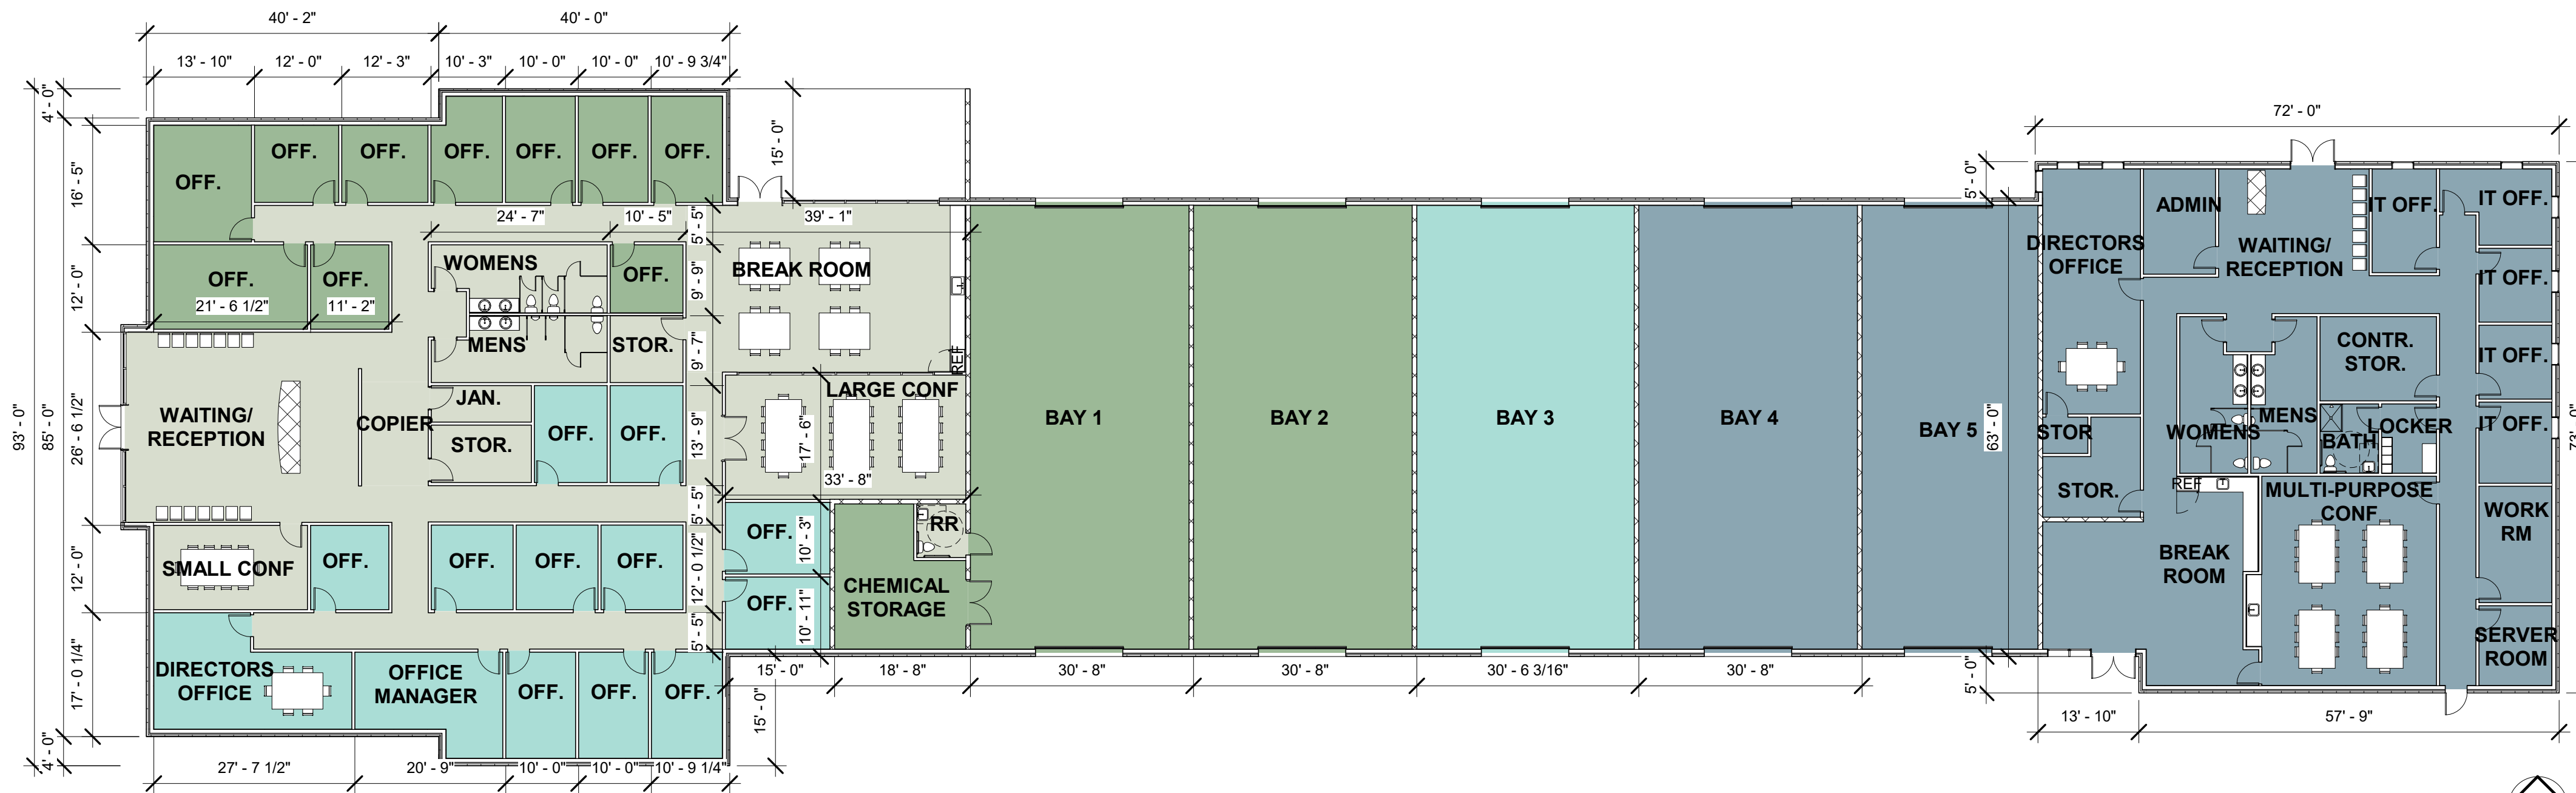 40' - 2"
40' - 0"
13' - 10"
12' - 0"
12' - 3"
10' - 3"
10' - 0"
10' - 0"
10' - 9 3/4"
4' - 0"
72' - 0"
15' - 0"
5' - 0"
16' - 5"
OFF.
OFF.
OFF.
OFF.
OFF.
OFF.
OFF.
24' - 7"
10' - 5"
5' - 5"
39' - 1"
ADMIN
IT OFF.
IT OFF.
DIRECTORS
OFFICE
WAITING/
RECEPTION
12' - 0"
OFF.
21' - 6 1/2"
OFF.
11' - 2"
WOMENS
OFF.
9' - 9"
BREAK ROOM
IT OFF.
MENS
STOR.
9' - 7"
REF
CONTR.
STOR.
IT OFF.
93' - 0"
85' - 0"
26' - 6 1/2"
WAITING/
RECEPTION
COPIER
JAN.
STOR.
OFF.
OFF.
13' - 9"
LARGE CONF
17' - 6"
33' - 8"
BAY 1
BAY 2
BAY 3
BAY 4
BAY 5
63' - 0"
STOR
WOMENS
MENS
BATH
LOCKER
IT OFF.
73' - 0"
STOR.
REF
MULTI-PURPOSE
CONF
WORK
RM
5' - 5"
OFF.
10' - 3"
RR
12' - 0"
SMALL CONF
OFF.
OFF.
OFF.
OFF.
12' - 0 1/2"
OFF.
10' - 11"
CHEMICAL
STORAGE
BREAK
ROOM
5' - 5"
SERVER
ROOM
17' - 0 1/4"
DIRECTORS
OFFICE
OFFICE
MANAGER
OFF.
OFF.
OFF.
15' - 0"
18' - 8"
30' - 8"
30' - 8"
30' - 6 3/16"
30' - 8"
5' - 0"
15' - 0"
13' - 10"
57' - 9"
4' - 0"
27' - 7 1/2"
20' - 9"
10' - 0"
10' - 0"
10' - 9 1/4"